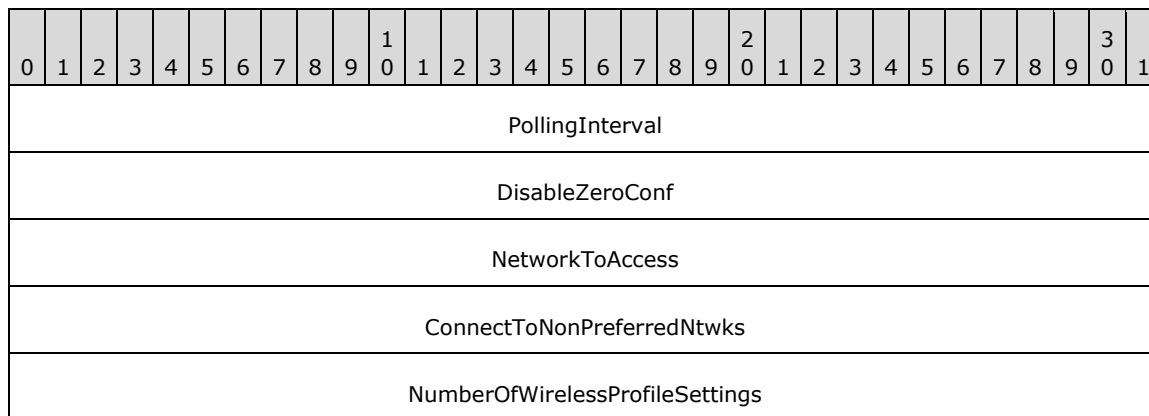 1 2 3
0 1 2 3 4 5 6 7 8 9 0 1 2 3 4 5 6 7 8 9 0 1 2 3 4 5 6 7 8 9 0 1
PollingInterval
DisableZeroConf
NetworkToAccess
ConnectToNonPreferredNtwks
NumberOfWirelessProfileSettings